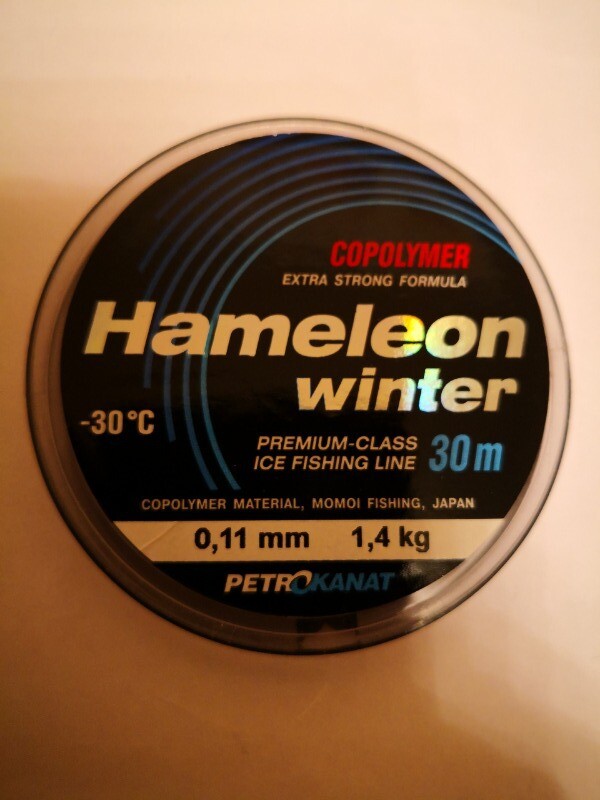 COPOLYMER
EXTRA STRONG FORMULA
Hameleon
winter
-30°C
PREMIUM-CLASS
ICE FISHING LINE
30m
COPOLYMER MATERIAL, MOMOI FISHING, JAPAN
0,11 mm 1,4 kg
PETROKANAT